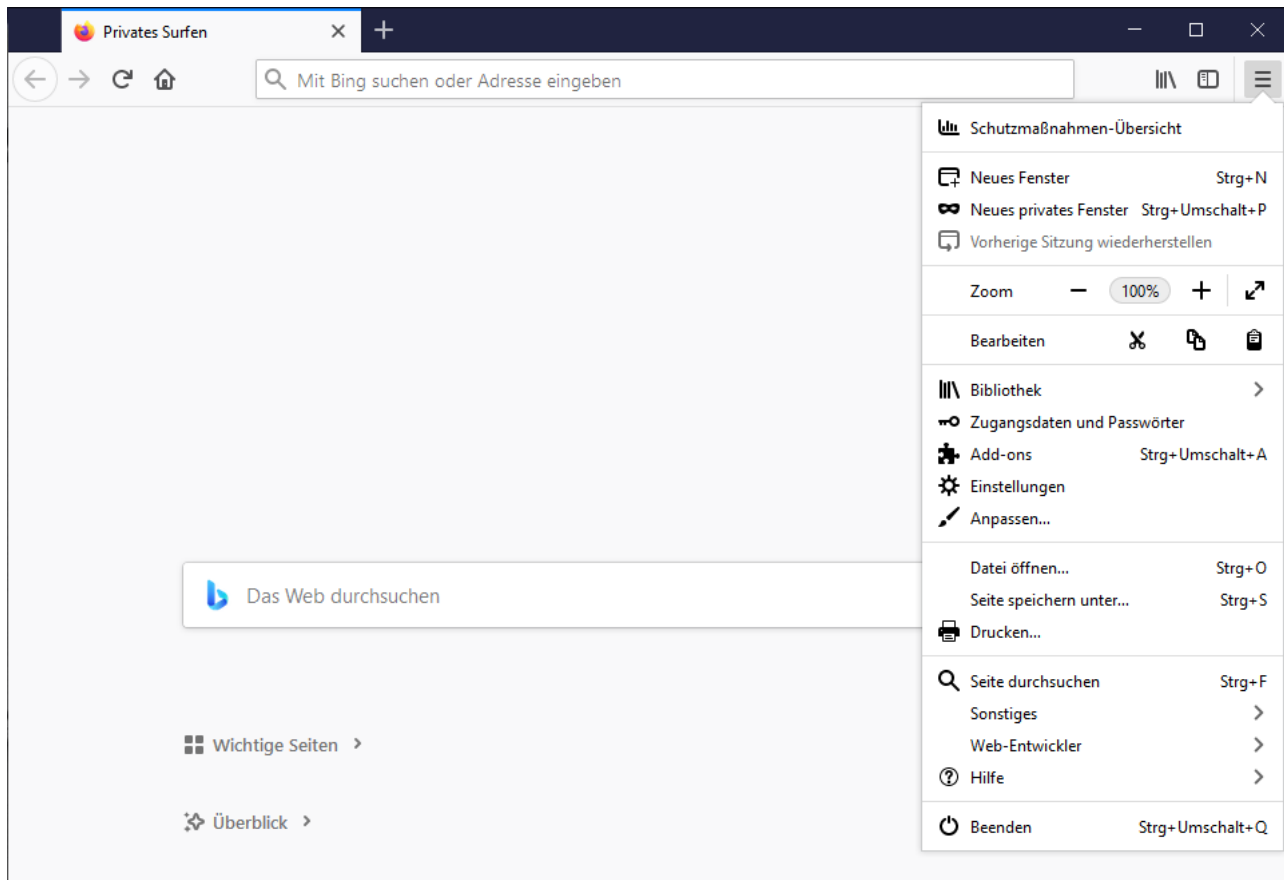 Privates Surfen
Mit Bing suchen oder Adresse eingeben
Schutzmaßnahmen-Übersicht
Neues Fenster Strg+N
Neues privates Fenster Strg+Umschalt+P
Vorherige Sitzung wiederherstellen
Zoom 100%
Bearbeiten
Bibliothek
Zugangsdaten und Passwörter
Add-ons Strg+Umschalt+A
Einstellungen
Anpassen...
Datei öffnen... Strg+O
Seite speichern unter... Strg+S
Drucken...
Seite durchsuchen Strg+F
Sonstiges
Web-Entwickler
Hilfe
Beenden Strg+Umschalt+Q
Das Web durchsuchen
Wichtige Seiten
Überblick